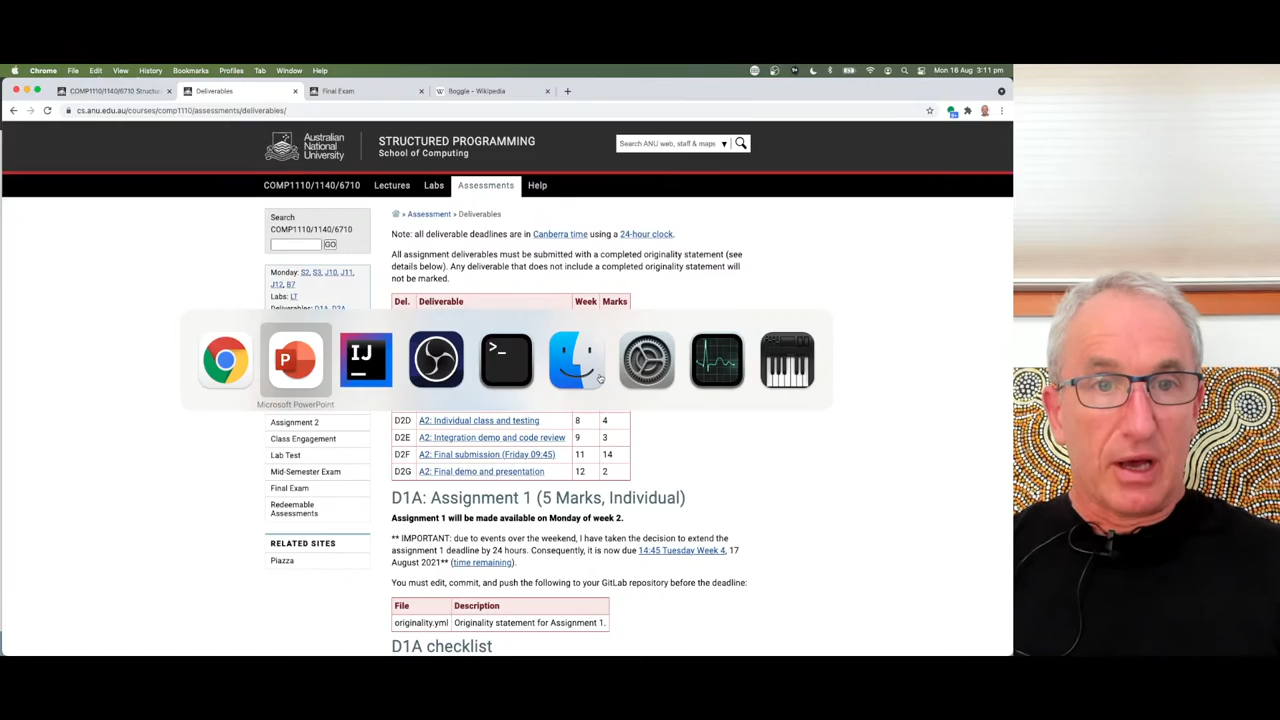 Chrome File Edit View History Bookmarks Profiles Tab Window Help
Mon 16 Aug 3:11 pm
COMP1110/1140/6710 Structu
Deliverables
Final Exam
Boggle - Wikipedia
cs.anu.edu.au/courses/comp1110/assessments/deliverables/
Australian
National
University
STRUCTURED PROGRAMMING
School of Computing
Search ANU web, staff & maps
COMP1110/1140/6710 Lectures Labs Assessments Help
Search
COMP1110/1140/6710
GO
Monday: S2, S3, J10, J11,
J12, B7
Labs: LT
Deliverables: D1A, D2A
» Assessment » Deliverables
Note: all deliverable deadlines are in Canberra time using a 24-hour clock.
All assignment deliverables must be submitted with a completed originality statement (see
details below). Any deliverable that does not include a completed originality statement will
not be marked.
Del. Deliverable Week Marks
P
IJ
>_
Microsoft PowerPoint
D2D A2: Individual class and testing 8 4
D2E A2: Integration demo and code review 9 3
D2F A2: Final submission (Friday 09:45) 11 14
D2G A2: Final demo and presentation 12 2
Assignment 2
Class Engagement
Lab Test
Mid-Semester Exam
Final Exam
Redeemable
Assessments
RELATED SITES
Piazza
D1A: Assignment 1 (5 Marks, Individual)
Assignment 1 will be made available on Monday of week 2.
** IMPORTANT: due to events over the weekend, I have taken the decision to extend the
assignment 1 deadline by 24 hours. Consequently, it is now due 14:45 Tuesday Week 4, 17
August 2021** (time remaining).
You must edit, commit, and push the following to your GitLab repository before the deadline:
File Description
originality.yml Originality statement for Assignment 1.
D1A checklist